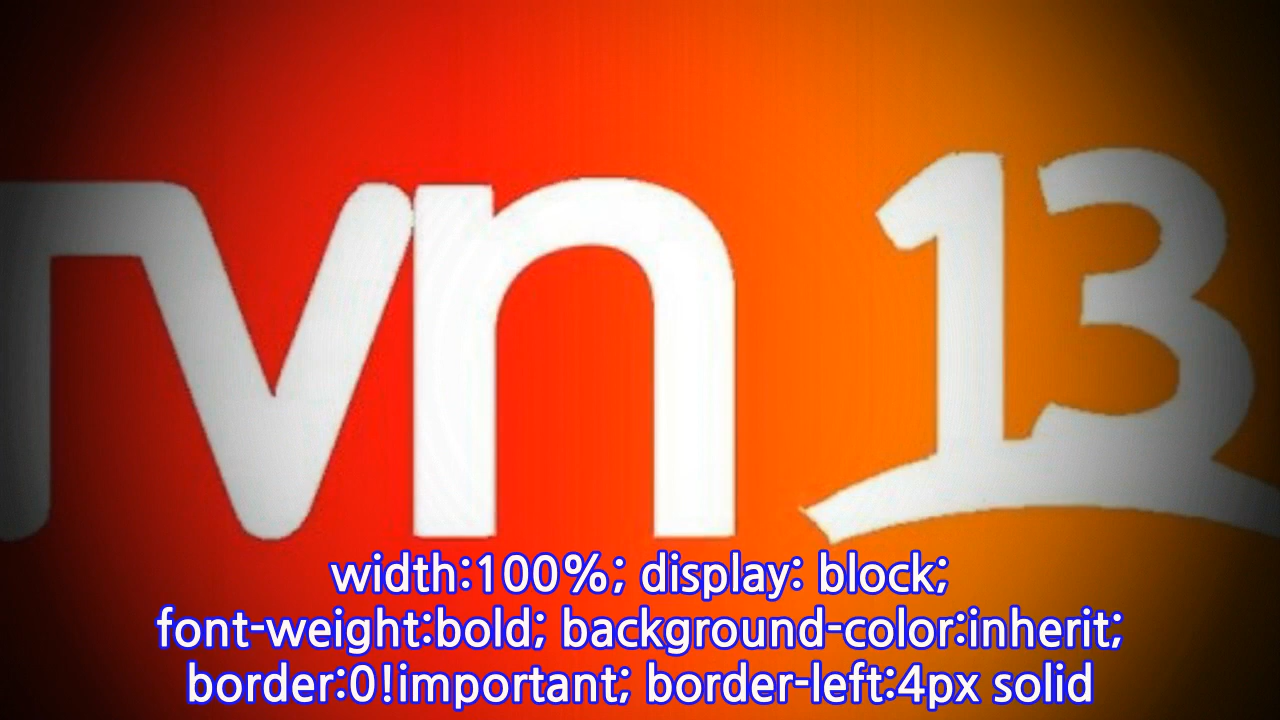 TVN 13
width:100%; display: block;
font-weight:bold; background-color:inherit;
border:0!important; border-left:4px solid